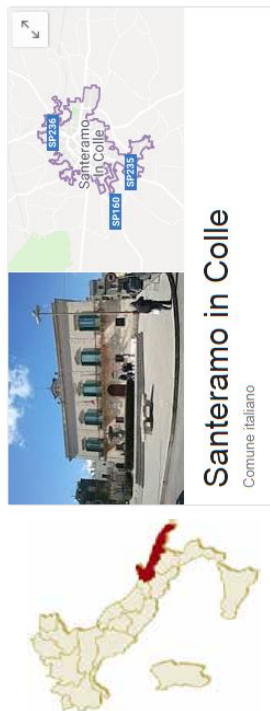 SP236
Santeramo
in Colle
SP160
SP235
Santeramo in Colle
Comune italiano